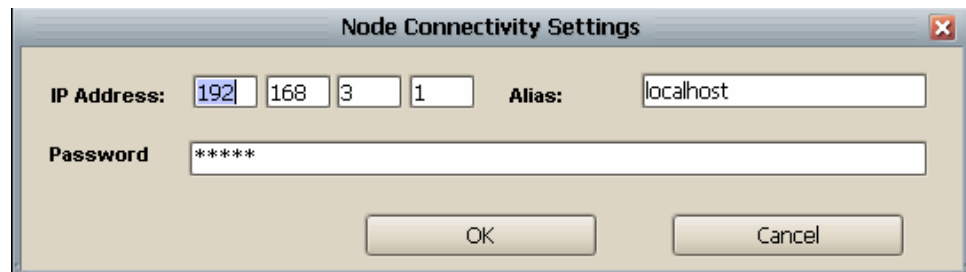 Node Connectivity Settings
IP Address: 192 168 3 1 Alias: localhost
Password *****
OK Cancel